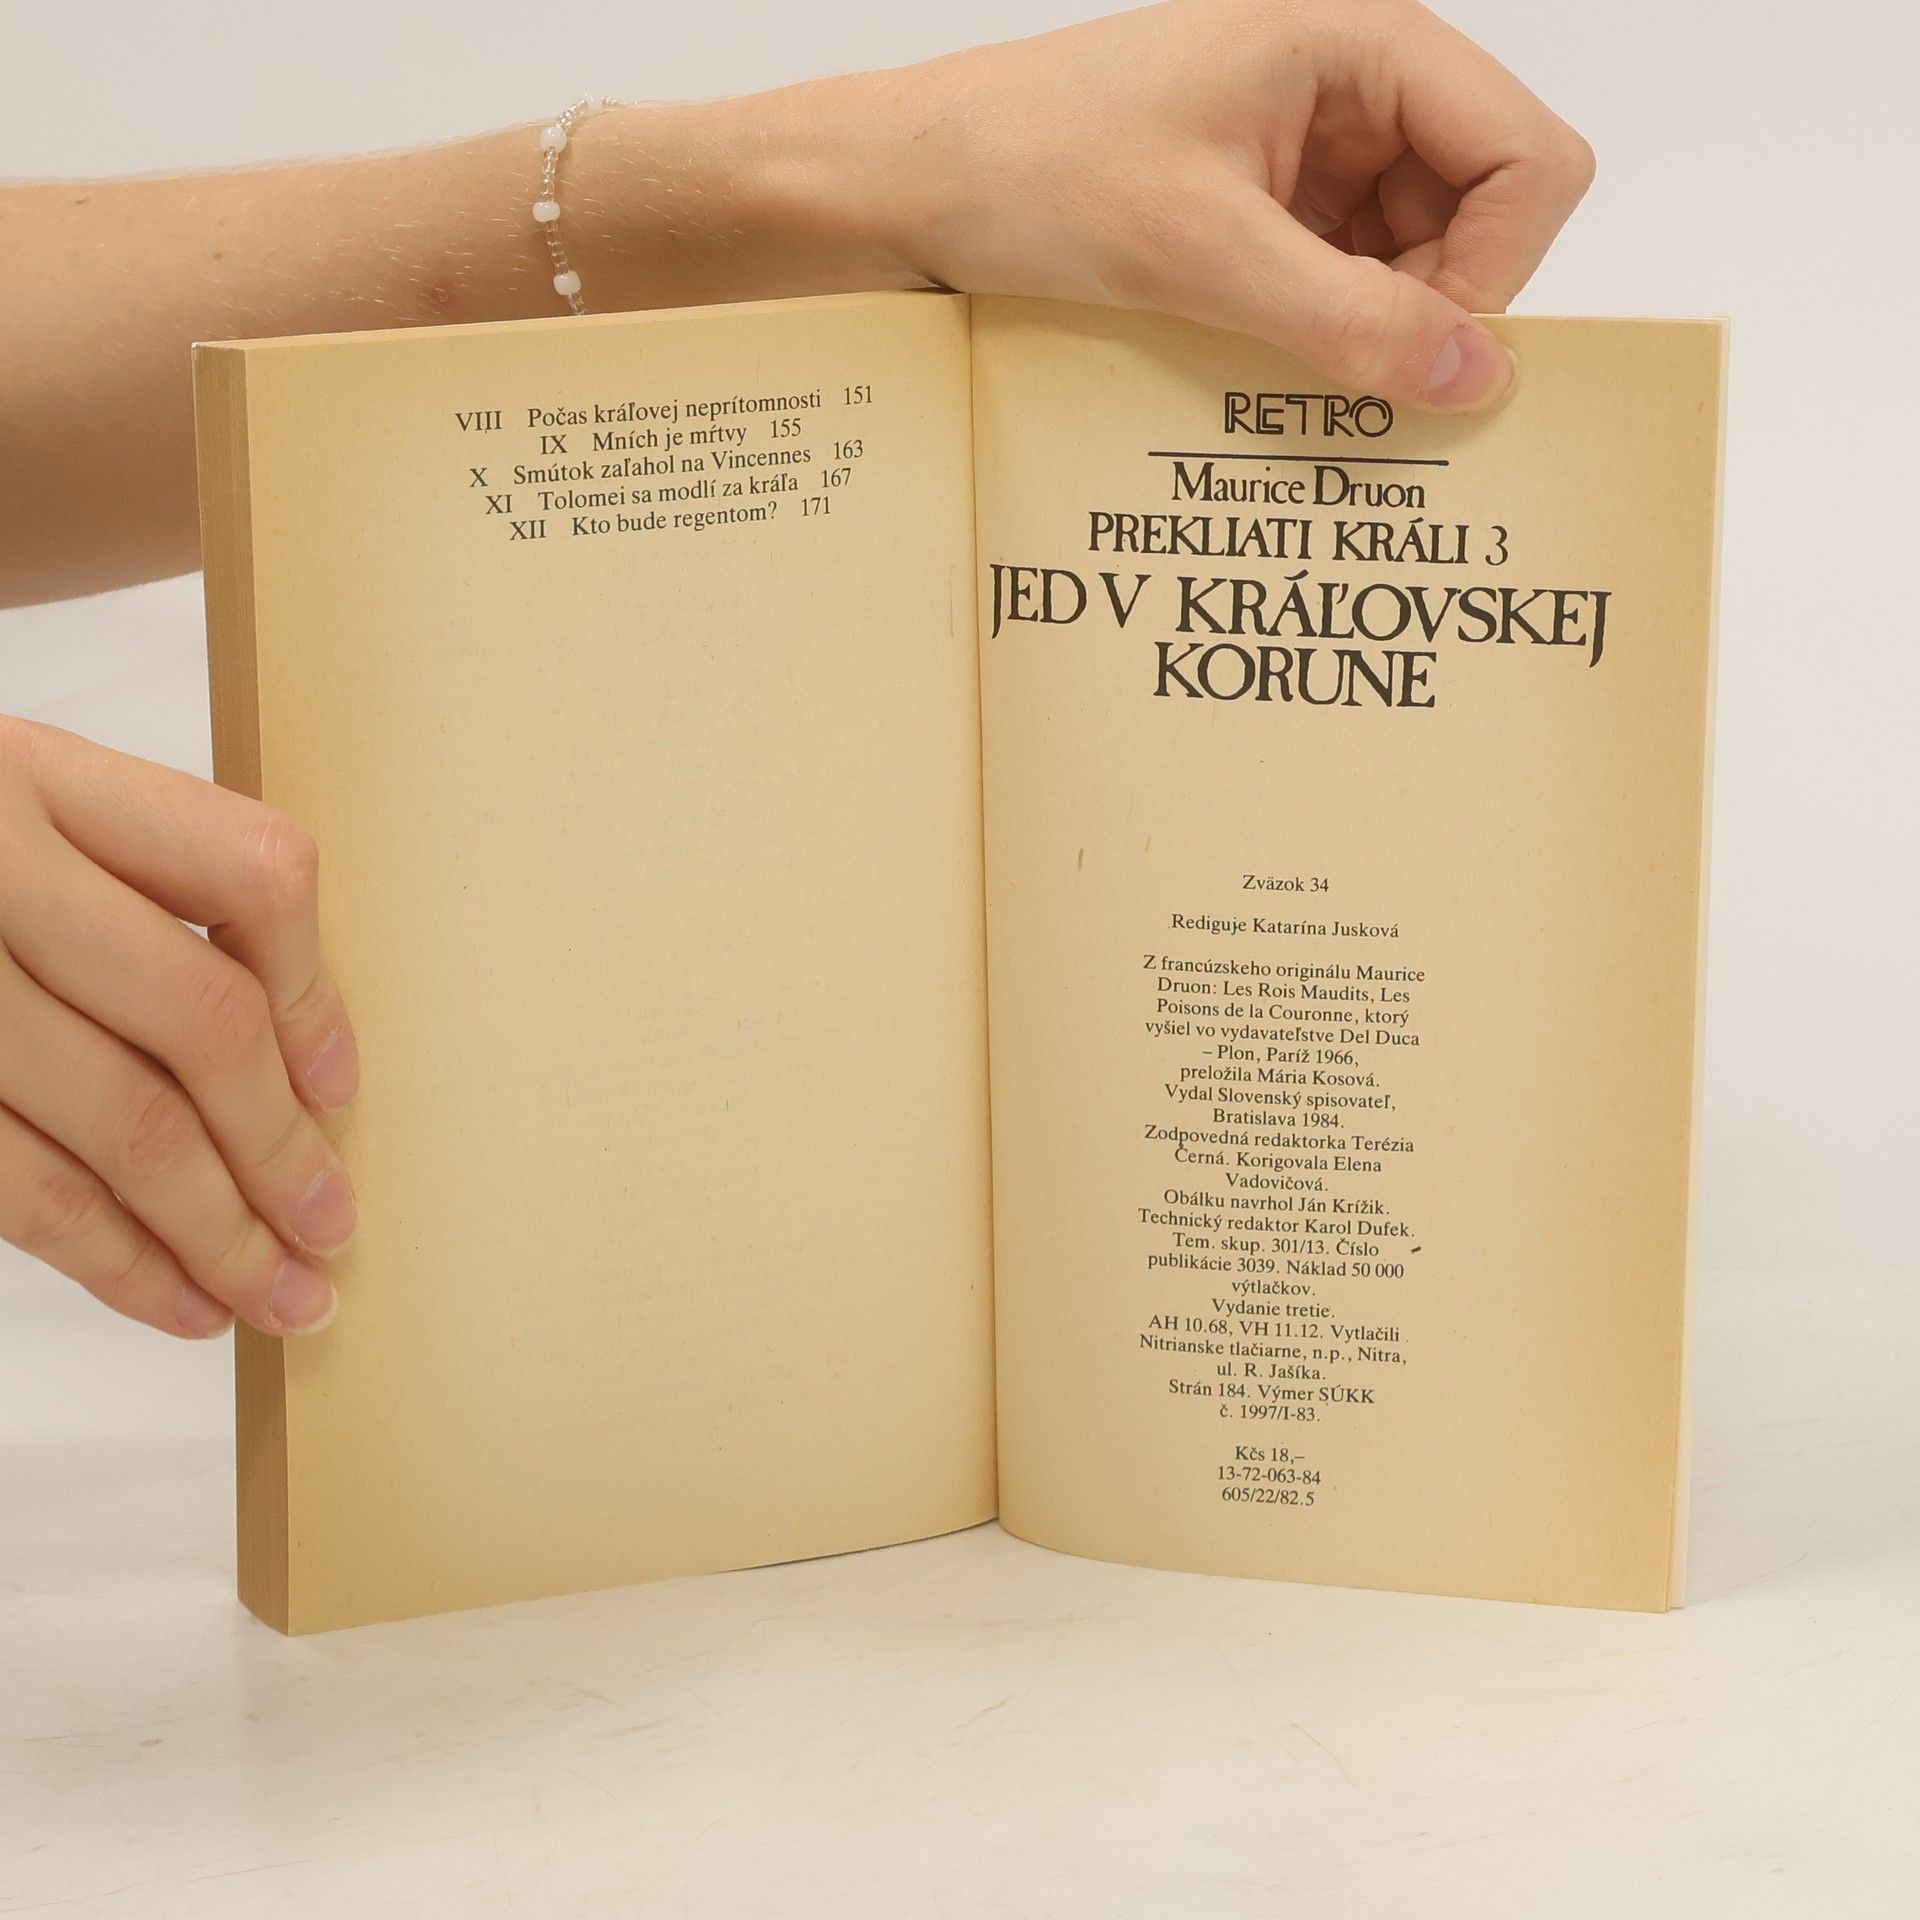 VIII Počas kráľovej neprítomnosti 151
IX Mních je mŕtvy 155
X Smútok zaľahol na Vincennes 163
XI Tolomei sa modlí za kráľa 167
XII Kto bude regentom? 171
RETRO
Maurice Druon
PREKLIATI KRÁLI 3
JED V KRÁĽOVSKEJ
KORUNE
Zväzok 34
Rediguje Katarína Jusková
Z francúzskeho originálu Maurice
Druon: Les Rois Maudits, Les
Poisons de la Couronne, ktorý
vyšiel vo vydavateľstve Del Duca
– Plon, Paríž 1966,
preložila Mária Kosová.
Vydal Slovenský spisovateľ,
Bratislava 1984.
Zodpovedná redaktorka Terézia
Černá. Korigovala Elena
Vadovičová.
Obálku navrhol Ján Krížik.
Technický redaktor Karol Dufek.
Tem. skup. 301/13. Číslo
publikácie 3039. Náklad 50 000
výtlačkov.
Vydanie tretie.
AH 10.68, VH 11.12. Vytlačili
Nitrianske tlačiarne, n.p., Nitra,
ul. R. Jašíka.
Strán 184. Výmer SÚKK
č. 1997/I-83.
Kčs 18,–
13-72-063-84
605/22/82.5